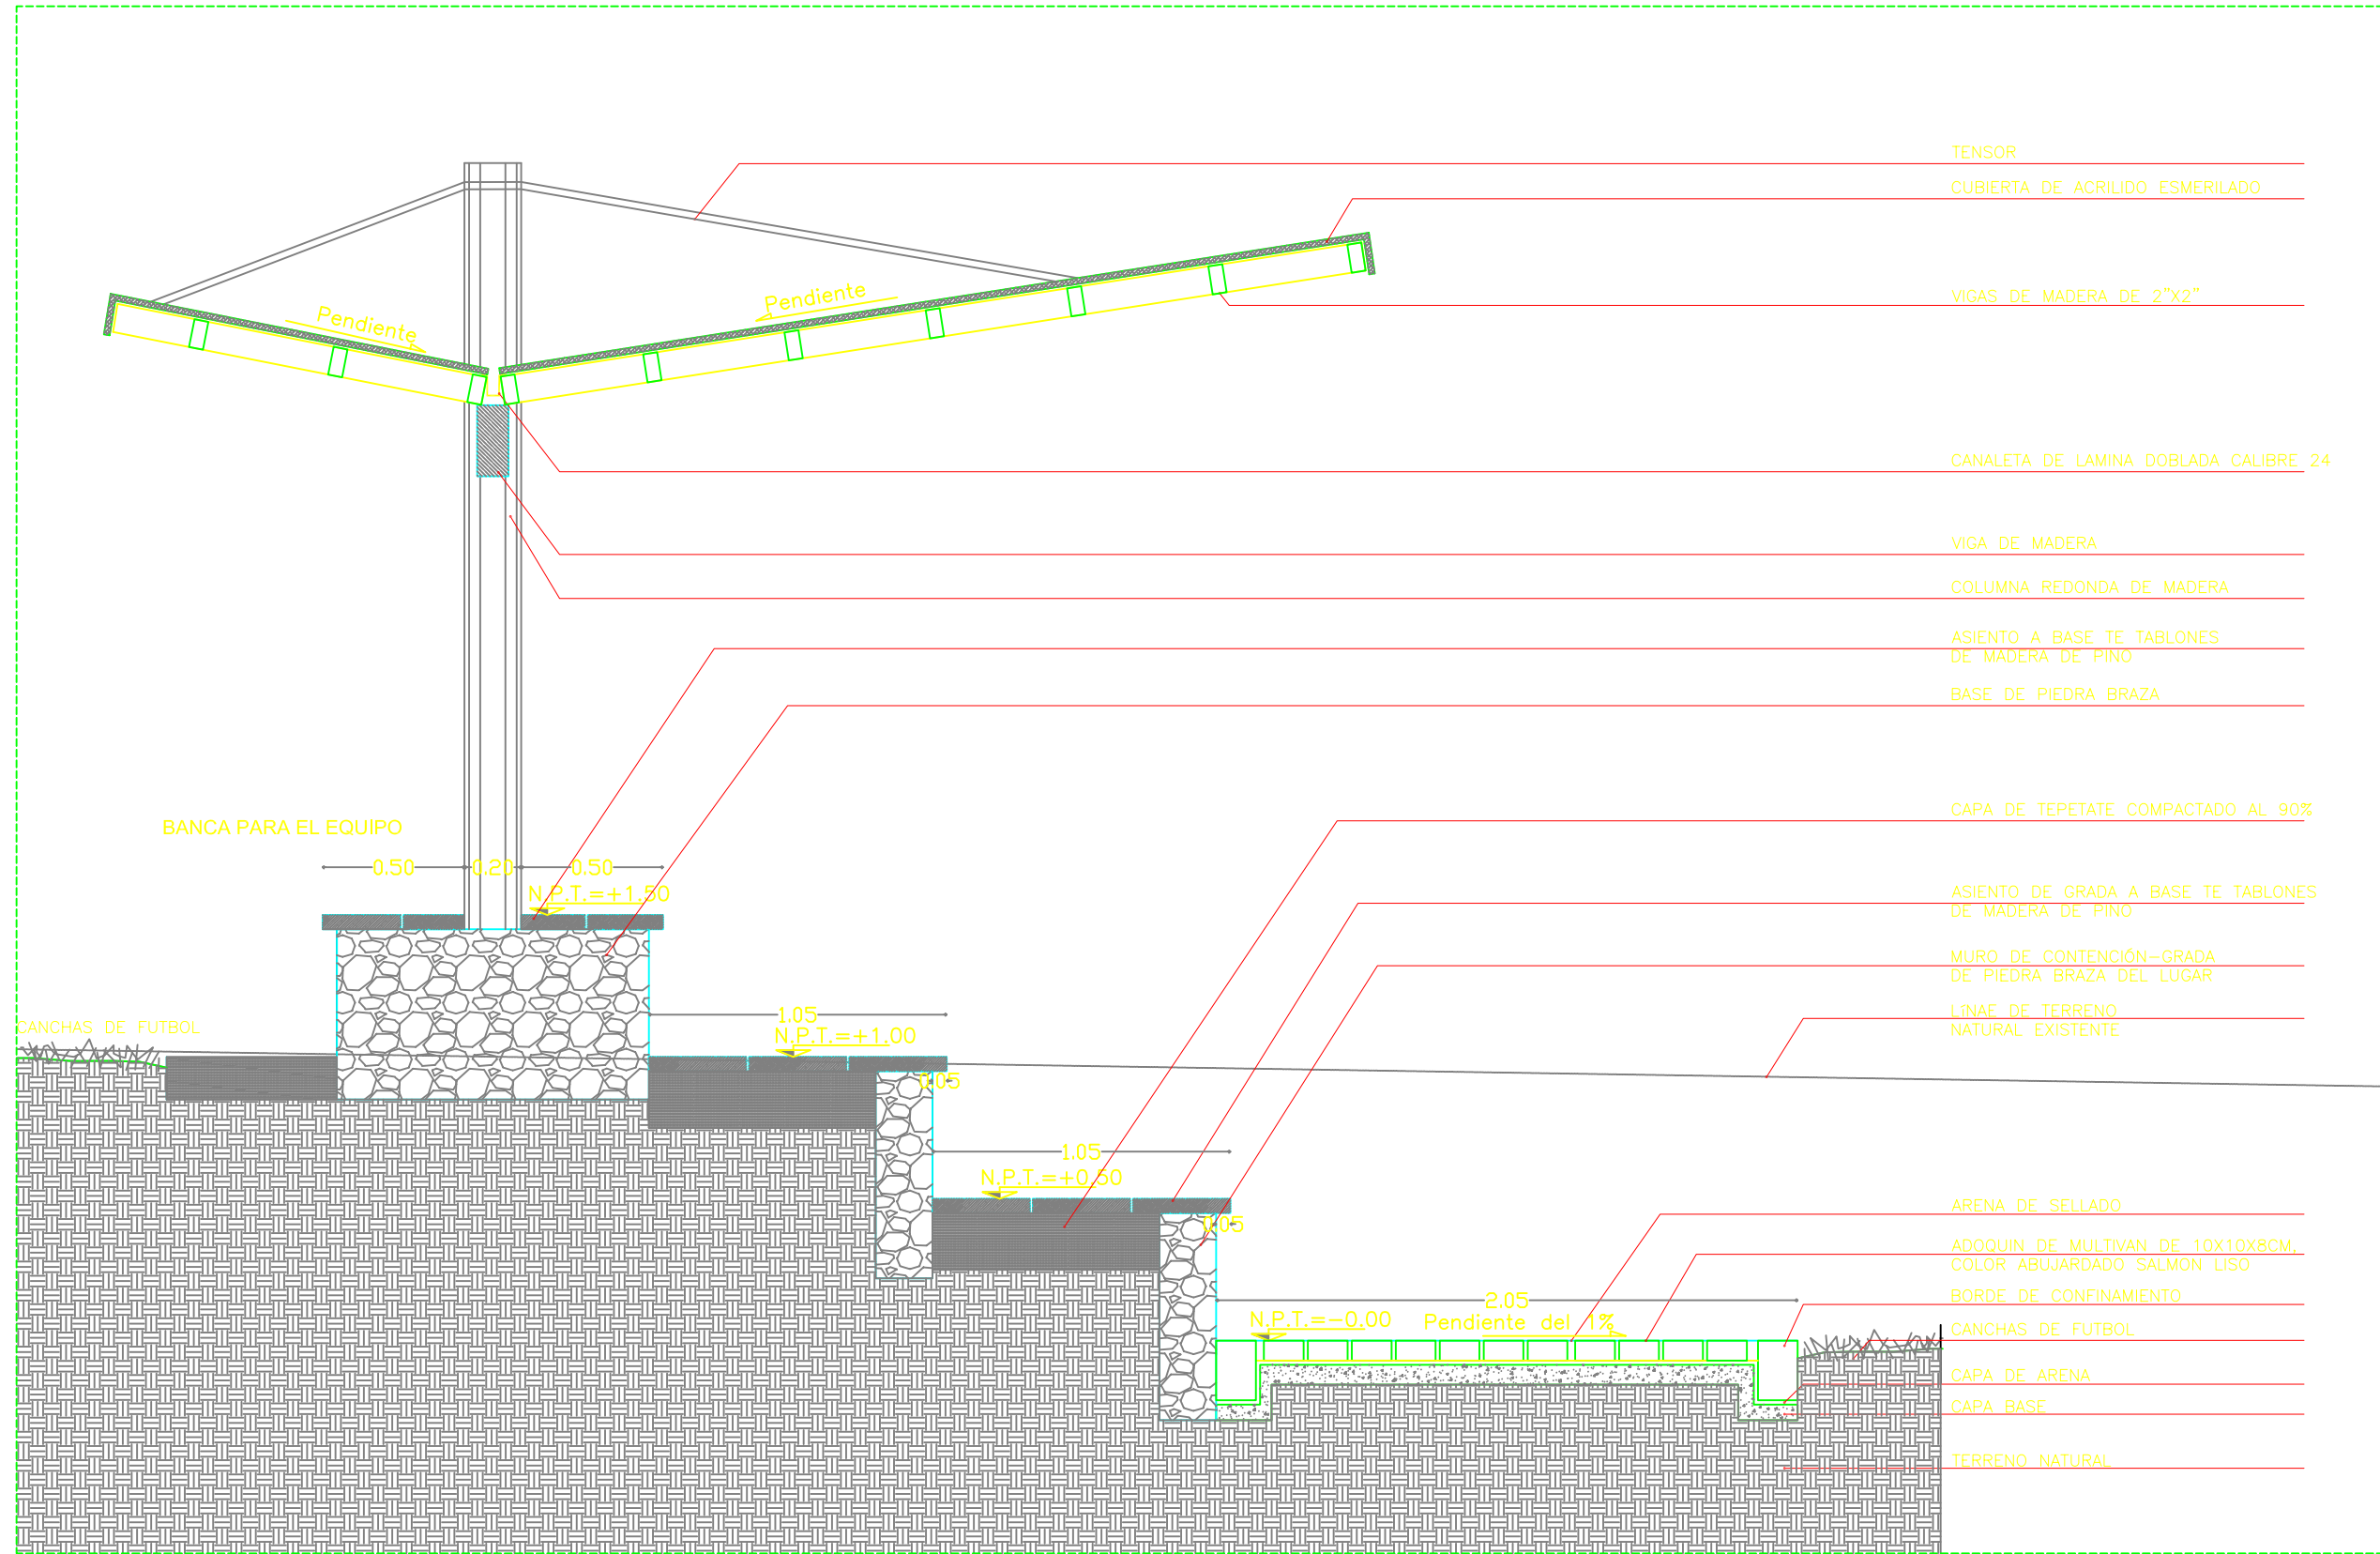 TENSOR
CUBIERTA DE ACRILIDO ESMERILADO
Pendiente
Pendiente
VIGAS DE MADERA DE 2"X2"
CANALETA DE LAMINA DOBLADA CALIBRE 24
VIGA DE MADERA
COLUMNA REDONDA DE MADERA
ASIENTO A BASE TE TABLONES
DE MADERA DE PINO
BASE DE PIEDRA BRAZA
CAPA DE TEPETATE COMPACTADO AL 90%
BANCA PARA EL EQUIPO
0.50
0.20
0.50
N.P.T.=+1.50
ASIENTO DE GRADA A BASE TE TABLONES
DE MADERA DE PINO
MURO DE CONTENCIÓN-GRADA
DE PIEDRA BRAZA DEL LUGAR
LINAE DE TERRENO
NATURAL EXISTENTE
CANCHAS DE FUTBOL
1.05
N.P.T.=+1.00
0.05
1.05
N.P.T.=+0.50
0.05
ARENA DE SELLADO
ADOQUIN DE MULTIVAN DE 10X10X8CM,
COLOR ABUJARDADO SALMON LISO
2.05
N.P.T.=-0.00
Pendiente del 1%
BORDE DE CONFINAMIENTO
CANCHAS DE FUTBOL
CAPA DE ARENA
CAPA BASE
TERRENO NATURAL